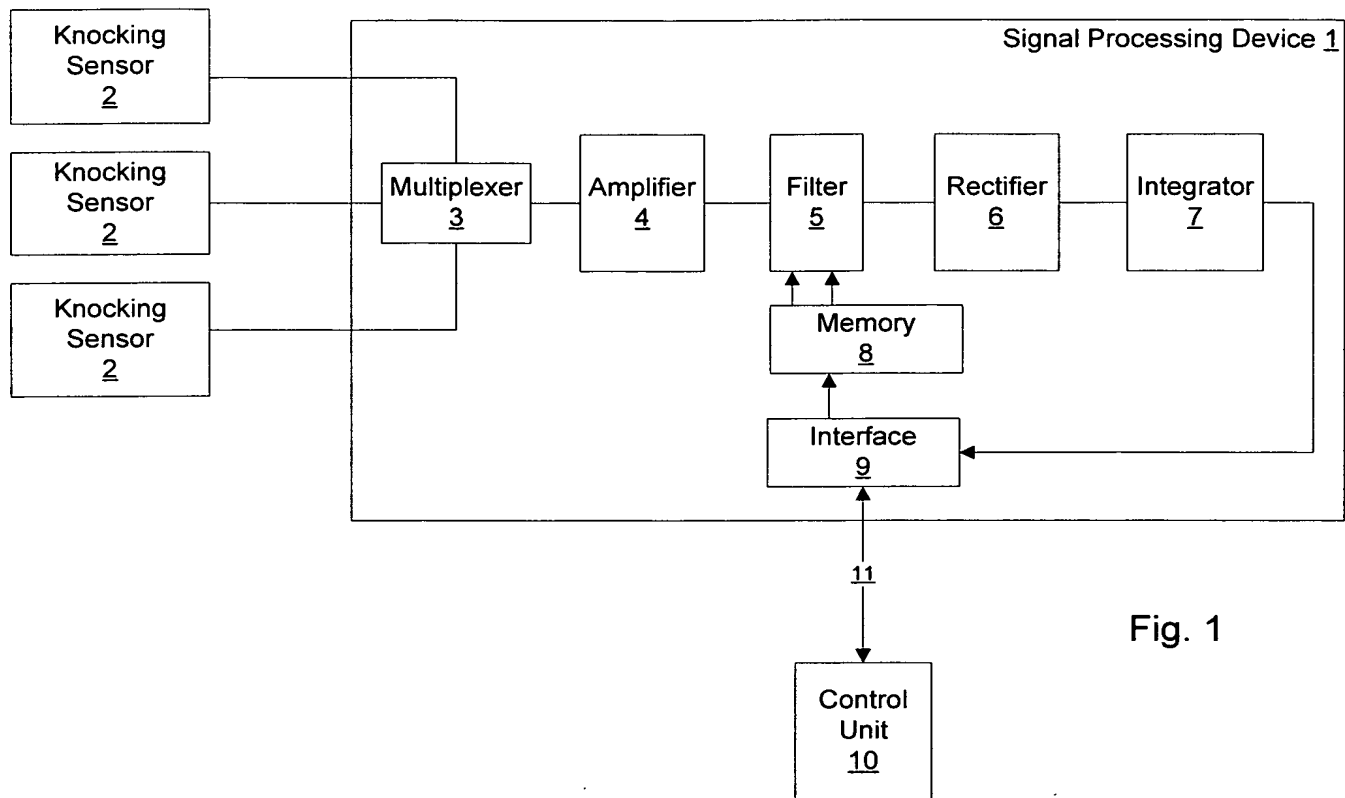 Knocking
Sensor
2
Knocking
Sensor
2
Knocking
Sensor
2
Signal Processing Device 1
Multiplexer
3
Amplifier
4
Filter
5
Rectifier
6
Integrator
7
Memory
8
Interface
9
11
Control
Unit
10
Fig. 1